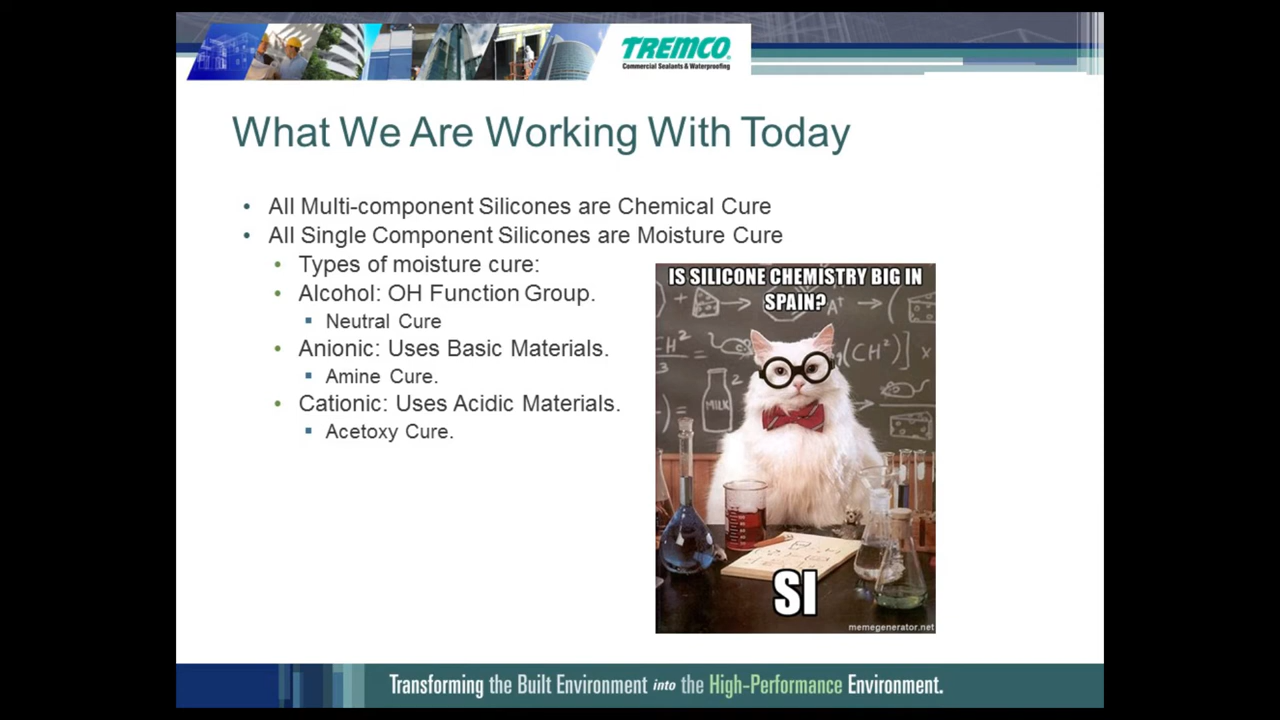 TREMCO
Commercial Sealants & Waterproofing
What We Are Working With Today
• All Multi-component Silicones are Chemical Cure
• All Single Component Silicones are Moisture Cure
• Types of moisture cure:
• Alcohol: OH Function Group.
▪ Neutral Cure
• Anionic: Uses Basic Materials.
▪ Amine Cure.
• Cationic: Uses Acidic Materials.
▪ Acetoxy Cure.
IS SILICONE CHEMISTRY BIG IN
SPAIN?
MILK
(CH²)] x
SI
memegenerator.net
Transforming the Built Environment into the High-Performance Environment.